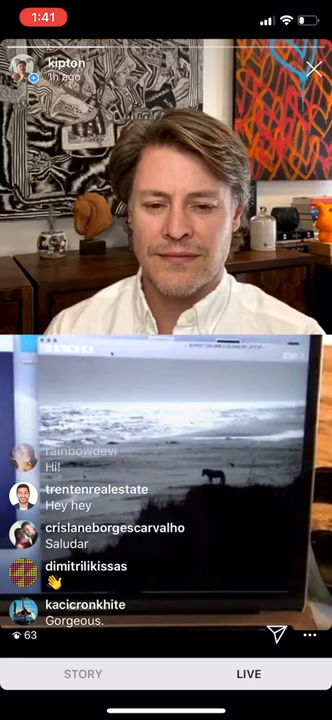 1:41
kipton
1h ago
rainbowdevi
Hi!
trentenrealestate
Hey hey
crislaneborgescarvalho
Saludar
dimitrilikissas
👋
kacicronkhite
Gorgeous.
63
STORY
LIVE